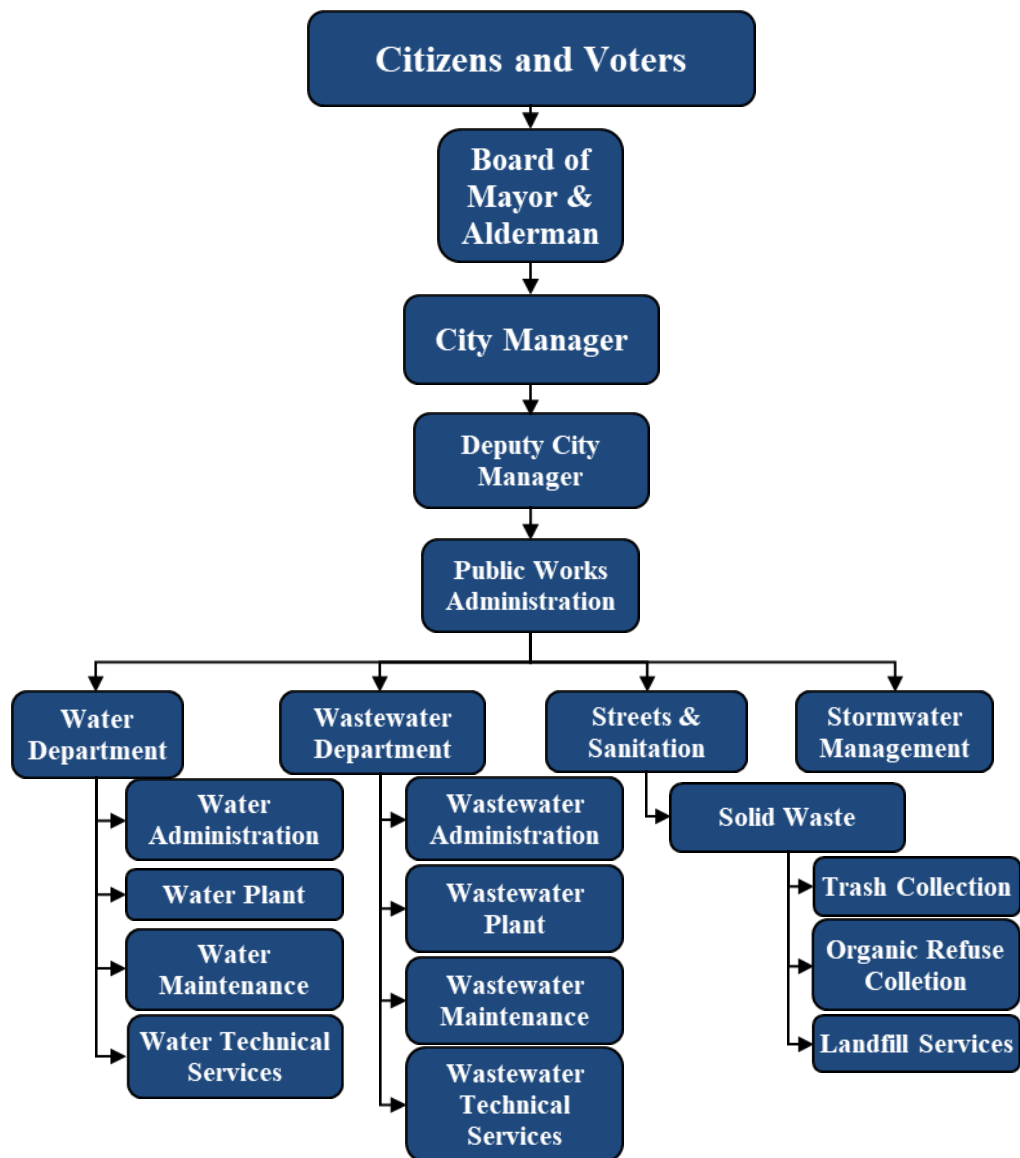 Citizens and Voters
Board of
Mayor &
Alderman
City Manager
Deputy City
Manager
Public Works
Administration
Water
Department
Wastewater
Department
Streets &
Sanitation
Stormwater
Management
Water
Administration
Water Plant
Water
Maintenance
Water Technical
Services
Wastewater
Administration
Wastewater
Plant
Wastewater
Maintenance
Wastewater
Technical
Services
Solid Waste
Trash Collection
Organic Refuse
Colletion
Landfill Services